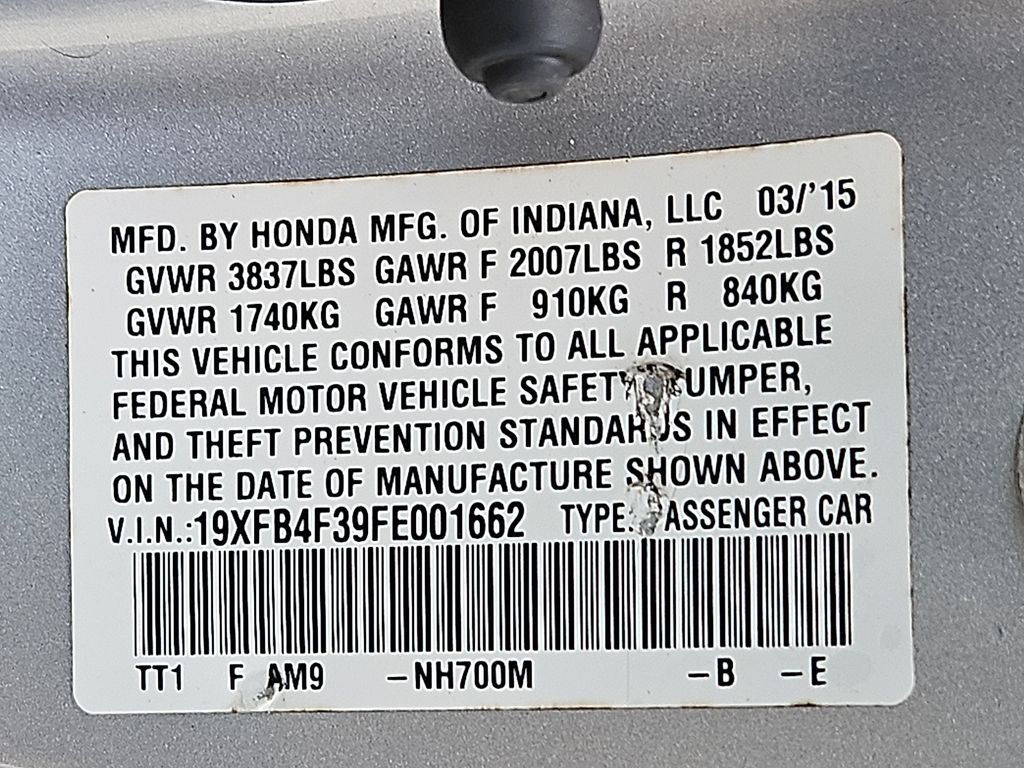 MFD. BY HONDA MFG. OF INDIANA, LLC 03/'15
GVWR 3837LBS GAWR F 2007LBS R 1852LBS
GVWR 1740KG GAWR F 910KG R 840KG
THIS VEHICLE CONFORMS TO ALL APPLICABLE
FEDERAL MOTOR VEHICLE SAFETY UMPER,
AND THEFT PREVENTION STANDARDS IN EFFECT
ON THE DATE OF MANUFACTURE SHOWN ABOVE.
V.I.N.:19XFB4F39FE001662 TYPE: ASSENGER CAR
TT1 F AM9 -NH700M -B -E